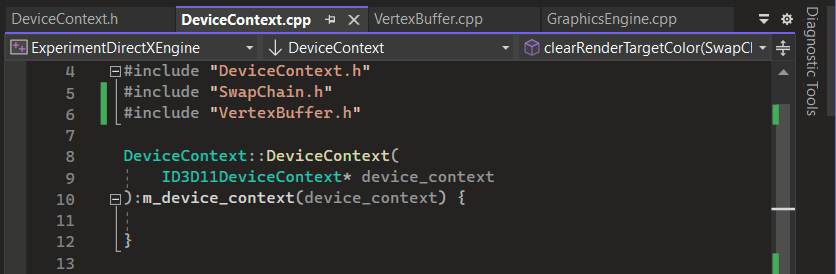 DeviceContext.h DeviceContext.cpp VertexBuffer.cpp GraphicsEngine.cpp
ExperimentDirectXEngine DeviceContext clearRenderTargetColor(SwapCl
4 #include "DeviceContext.h"
5 #include "SwapChain.h"
6 #include "VertexBuffer.h"
7
8 DeviceContext::DeviceContext(
9 ID3D11DeviceContext* device_context
10 ):m_device_context(device_context) {
11
12 }
13
Diagnostic Tools